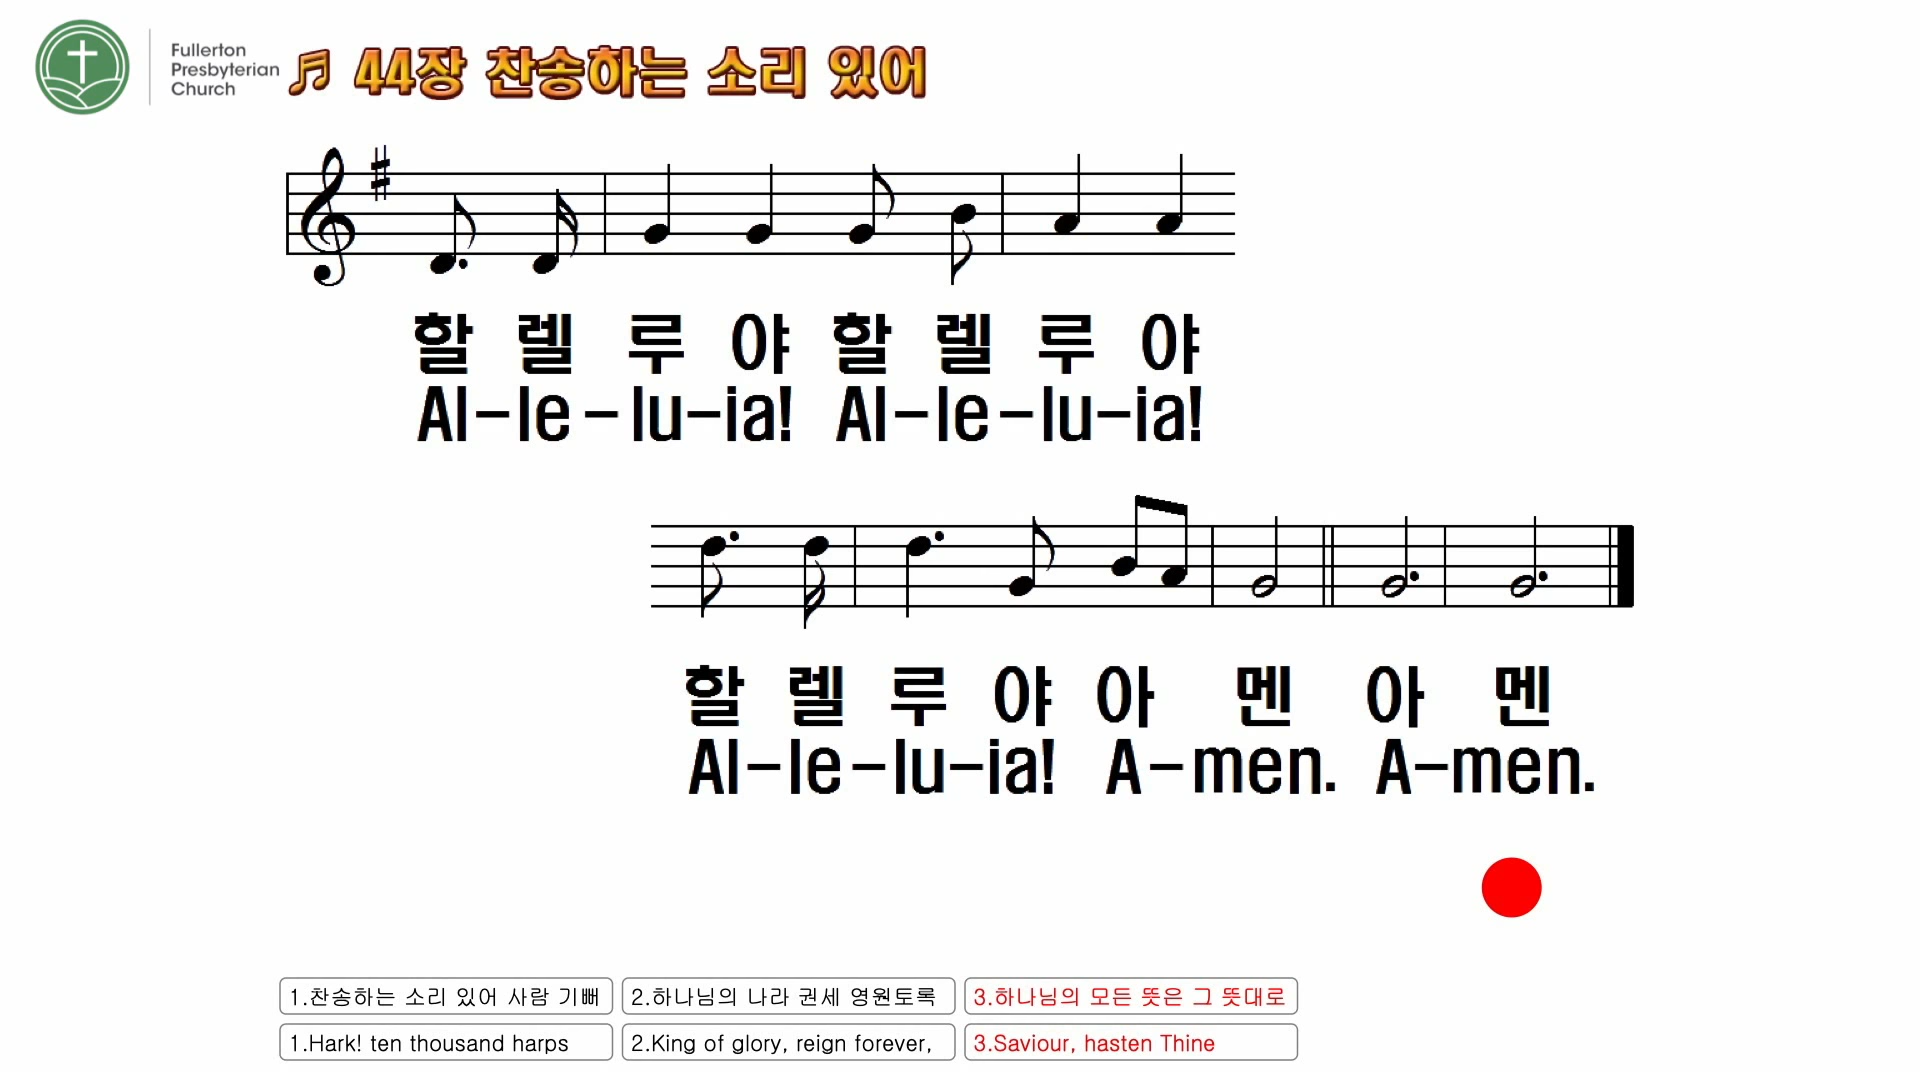 Fullerton
Presbyterian
Church
44장 찬송하는 소리 있어
할 렐 루 야 할 렐 루 야
Al-le-lu-ia! Al-le-lu-ia!
할 렐 루 야 아 멘 아 멘
Al-le-lu-ia! A-men. A-men.
1.찬송하는 소리 있어 사람 기뻐 2.하나님의 나라 권세 영원토록 3.하나님의 모든 뜻은 그 뜻대로
1.Hark! ten thousand harps 2.King of glory, reign forever, 3.Saviour, hasten Thine